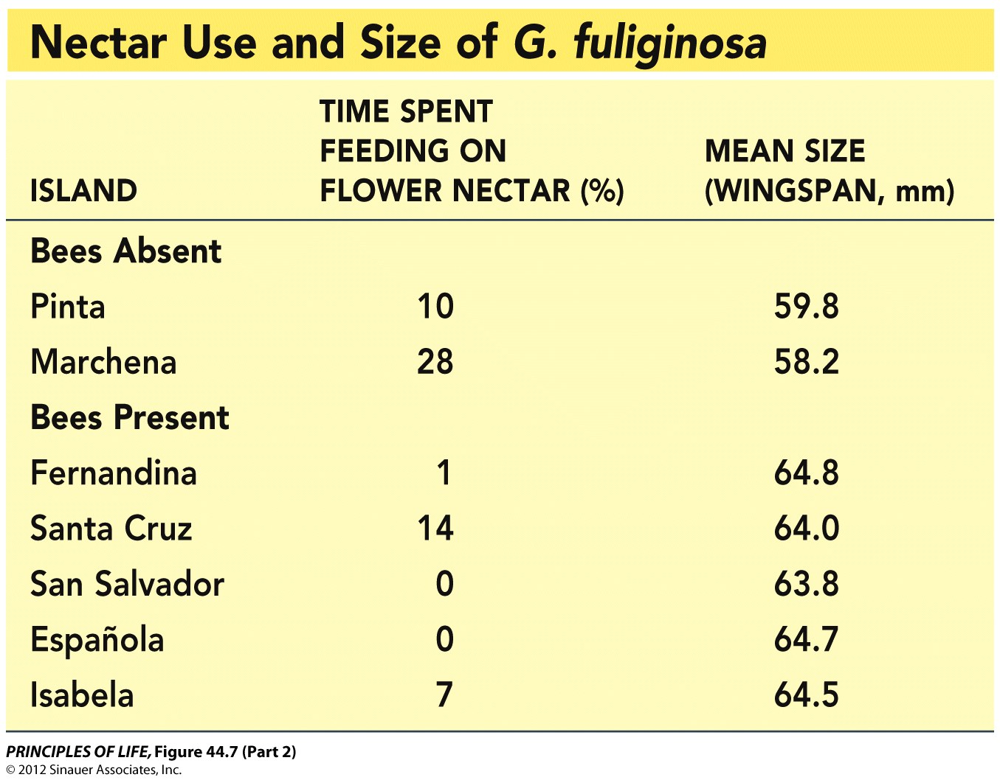 Nectar Use and Size of G. fuliginosa
TIME SPENT
FEEDING ON MEAN SIZE
ISLAND FLOWER NECTAR (%) (WINGSPAN, mm)
Bees Absent
Pinta 10 59.8
Marchena 28 58.2
Bees Present
Fernandina 1 64.8
Santa Cruz 14 64.0
San Salvador 0 63.8
Española 0 64.7
Isabela 7 64.5
PRINCIPLES OF LIFE, Figure 44.7 (Part 2)
© 2012 Sinauer Associates, Inc.